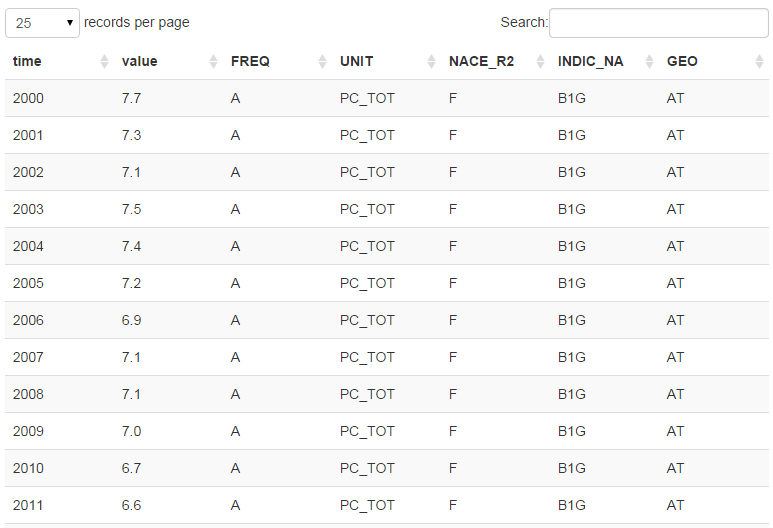 25 records per page Search:
time value FREQ UNIT NACE_R2 INDIC_NA GEO
2000 7.7 A PC_TOT F B1G AT
2001 7.3 A PC_TOT F B1G AT
2002 7.1 A PC_TOT F B1G AT
2003 7.5 A PC_TOT F B1G AT
2004 7.4 A PC_TOT F B1G AT
2005 7.2 A PC_TOT F B1G AT
2006 6.9 A PC_TOT F B1G AT
2007 7.1 A PC_TOT F B1G AT
2008 7.1 A PC_TOT F B1G AT
2009 7.0 A PC_TOT F B1G AT
2010 6.7 A PC_TOT F B1G AT
2011 6.6 A PC_TOT F B1G AT